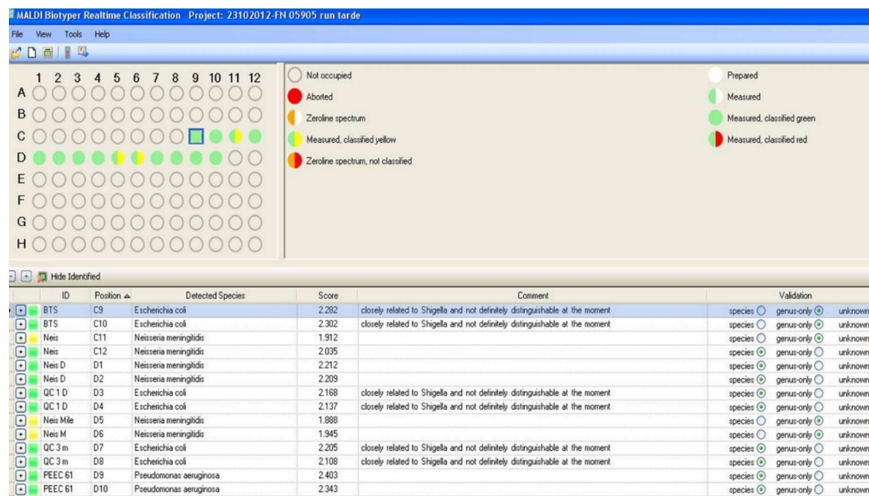 MALDI Biotyper Realtime Classification Project: 23102012-FN 05905 run tarde
File View Tools Help
1 2 3 4 5 6 7 8 9 10 11 12
A
B
C
D
E
F
G
H
Not occupied Prepared
Aborted Measured
Zeroline spectrum Measured, classified green
Measured, classified yellow Measured, classified red
Zeroline spectrum, not classified
Hide Identified
ID Position Detected Species Score Comment Validation
BTS C9 Escherichia coli 2.282 closely related to Shigella and not definitely distinguishable at the moment species genus-only unknown
BTS C10 Escherichia coli 2.302 closely related to Shigella and not definitely distinguishable at the moment species genus-only unknown
Neis C11 Neisseria meningitidis 1.912 species genus-only unknown
Neis C12 Neisseria meningitidis 2.035 species genus-only unknown
Neis D D1 Neisseria meningitidis 2.212 species genus-only unknown
Neis D D2 Neisseria meningitidis 2.209 species genus-only unknown
QC 1 D D3 Escherichia coli 2.168 closely related to Shigella and not definitely distinguishable at the moment species genus-only unknown
QC 1 D D4 Escherichia coli 2.137 closely related to Shigella and not definitely distinguishable at the moment species genus-only unknown
Neis Mile D5 Neisseria meningitidis 1.888 species genus-only unknown
Neis M D6 Neisseria meningitidis 1.945 species genus-only unknown
QC 3 m D7 Escherichia coli 2.205 closely related to Shigella and not definitely distinguishable at the moment species genus-only unknown
QC 3 m D8 Escherichia coli 2.108 closely related to Shigella and not definitely distinguishable at the moment species genus-only unknown
PEEC 61 D9 Pseudomonas aeruginosa 2.403 species genus-only unknown
PEEC 61 D10 Pseudomonas aeruginosa 2.343 species genus-only unknown